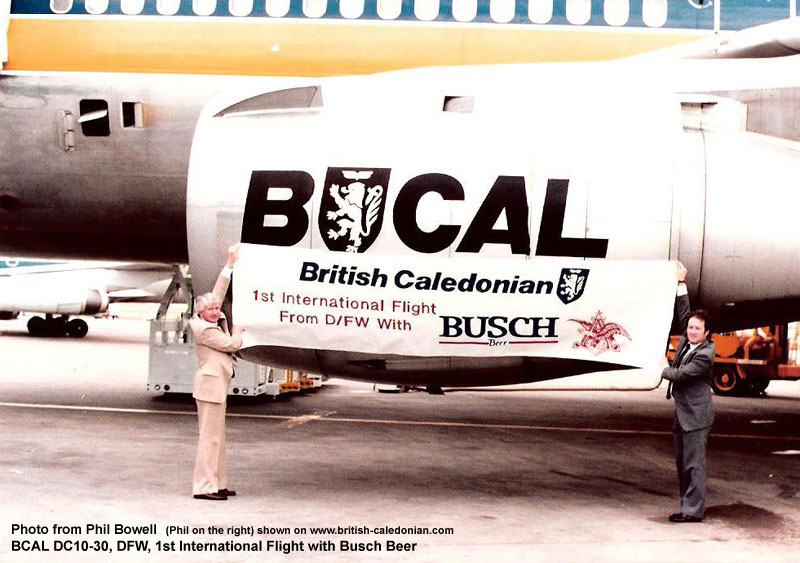 BCAL
British Caledonian
1st International Flight
From D/FW With
BUSCH
Beer
Photo from Phil Bowell (Phil on the right) shown on www.british-caledonian.com
BCAL DC10-30, DFW, 1st International Flight with Busch Beer